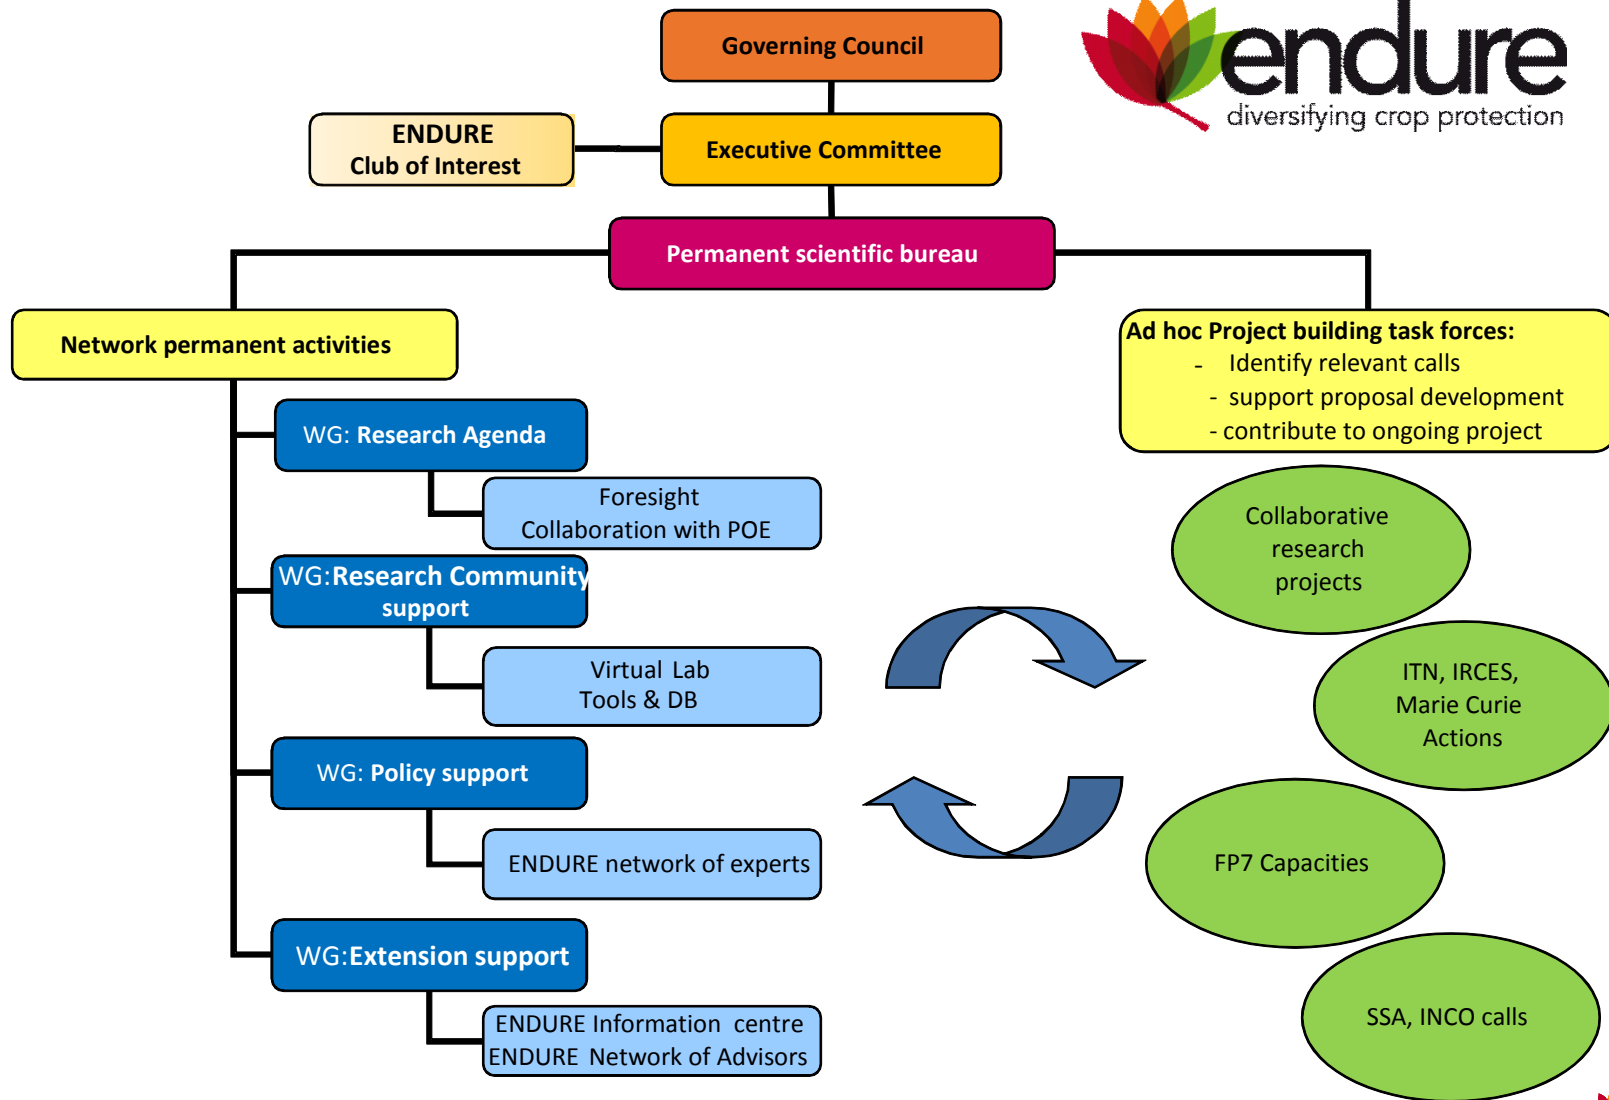 Governing Council
endure
diversifying crop protection
ENDURE
Club of Interest
Executive Committee
Permanent scientific bureau
Network permanent activities
Ad hoc Project building task forces:
- Identify relevant calls
- support proposal development
- contribute to ongoing project
WG: Research Agenda
Foresight
Collaboration with POE
WG:Research Community
support
Virtual Lab
Tools & DB
WG: Policy support
ENDURE network of experts
WG:Extension support
ENDURE Information centre
ENDURE Network of Advisors
Collaborative
research
projects
ITN, IRCES,
Marie Curie
Actions
FP7 Capacities
SSA, INCO calls